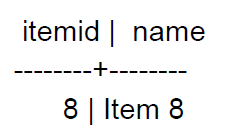 itemid | name
--------+--------
8 | Item 8